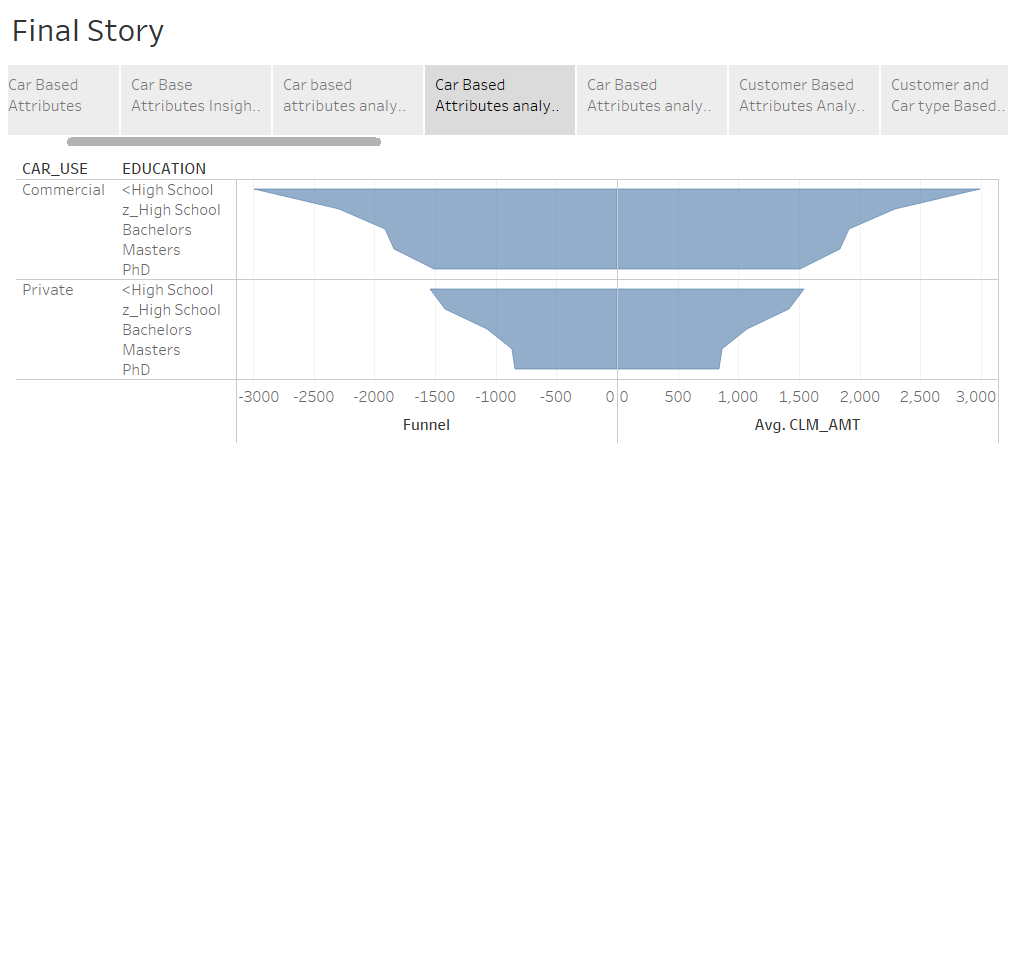 Final Story
Car Based
Attributes
Car Base
Attributes Insigh..
Car based
attributes analy..
Car Based
Attributes analy..
Car Based
Attributes analy..
Customer Based
Attributes Analy..
Customer and
Car type Based..
CAR_USE EDUCATION
Commercial <High School
z_High School
Bachelors
Masters
PhD
Private <High School
z_High School
Bachelors
Masters
PhD
-3000 -2500 -2000 -1500 -1000 -500 0 0 500 1,000 1,500 2,000 2,500 3,000
Funnel Avg. CLM_AMT